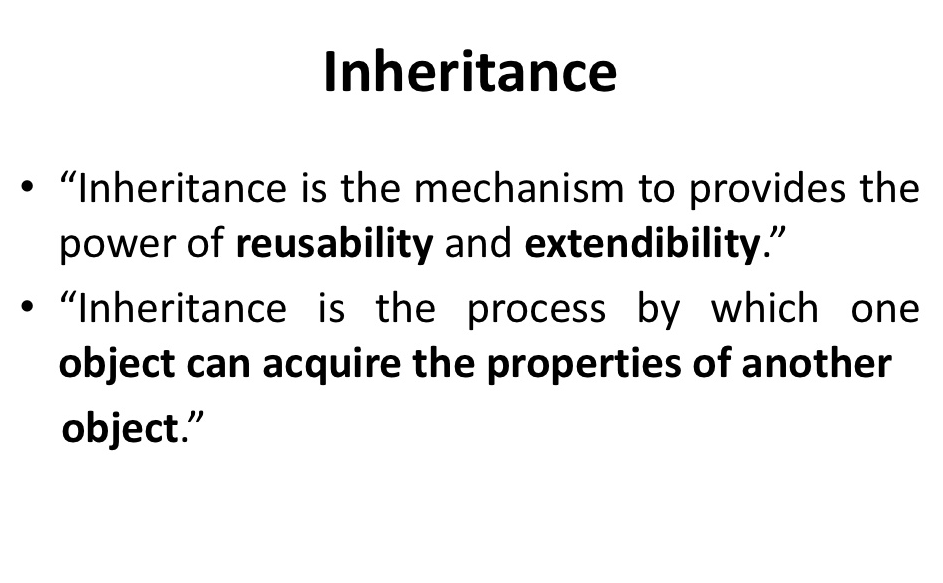 Inheritance
• “Inheritance is the mechanism to provides the
power of reusability and extendibility.”
• “Inheritance is the process by which one
object can acquire the properties of another
object.”